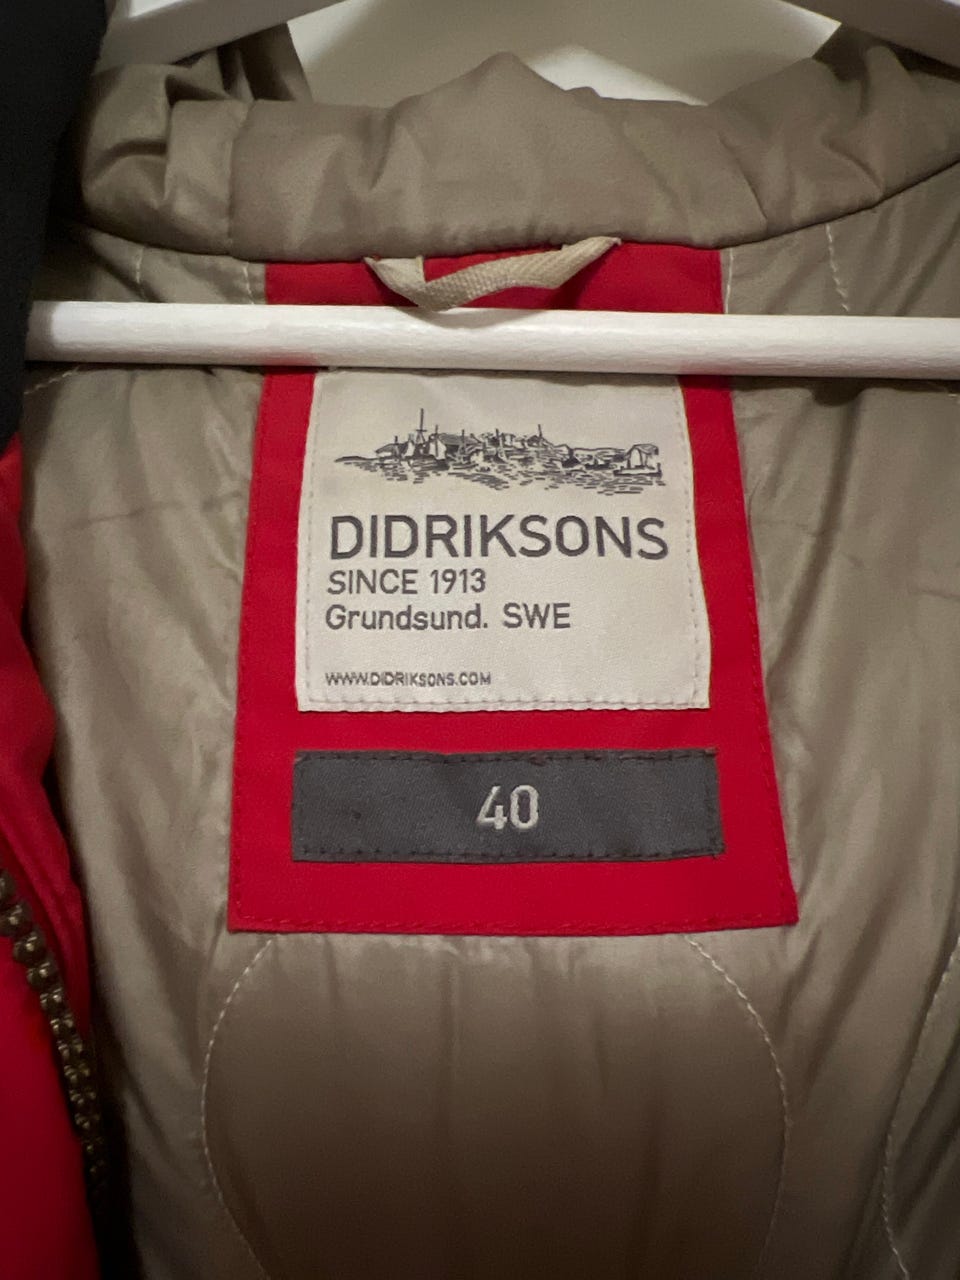 DIDRIKSONS
SINCE 1913
Grundsund. SWE
WWW.DIDRIKSONS.COM
40